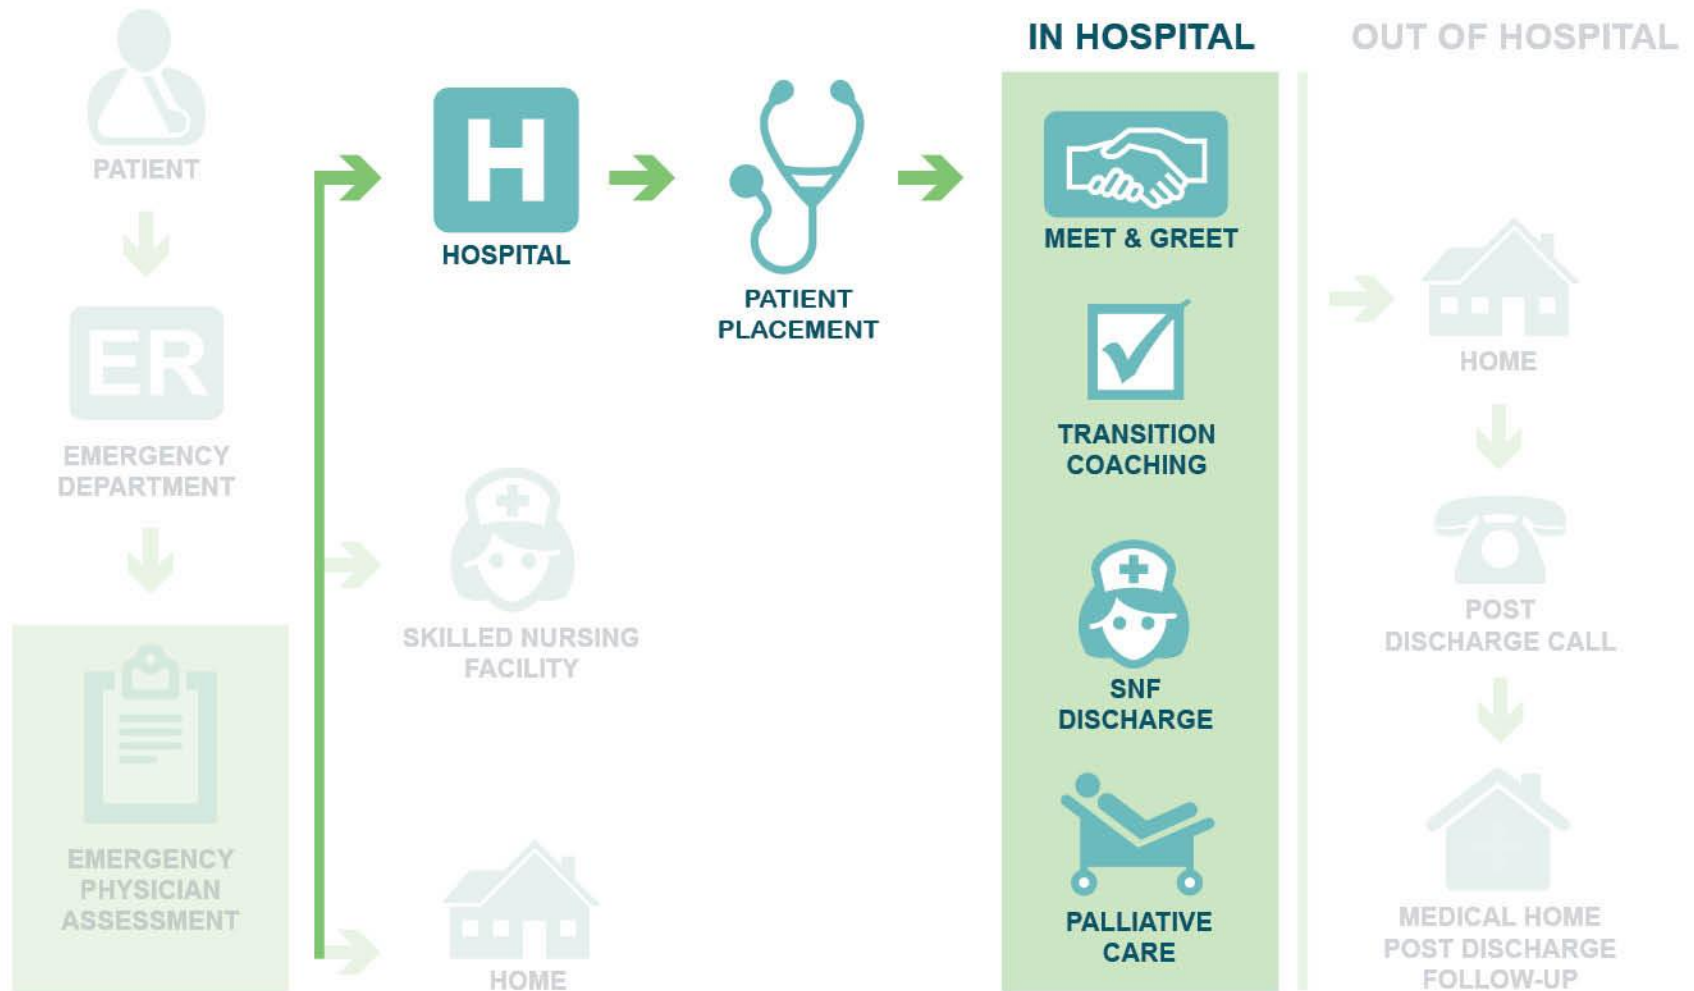 PATIENT
ER
EMERGENCY
DEPARTMENT
EMERGENCY
PHYSICIAN
ASSESSMENT
H
HOSPITAL
SKILLED NURSING
FACILITY
HOME
PATIENT
PLACEMENT
IN HOSPITAL
MEET & GREET
TRANSITION
COACHING
SNF
DISCHARGE
PALLIATIVE
CARE
OUT OF HOSPITAL
HOME
POST
DISCHARGE CALL
MEDICAL HOME
POST DISCHARGE
FOLLOW-UP